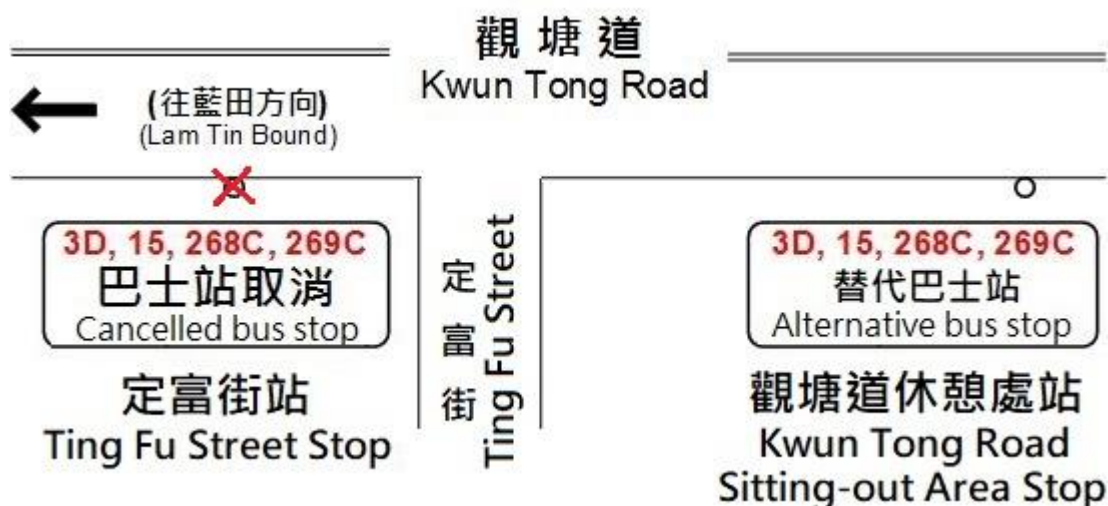 觀塘道
Kwun Tong Road
(往藍田方向)
(Lam Tin Bound)
3D, 15, 268C, 269C
巴士站取消
Cancelled bus stop
定富街站
Ting Fu Street Stop
定富街
Ting Fu Street
3D, 15, 268C, 269C
替代巴士站
Alternative bus stop
觀塘道休憩處站
Kwun Tong Road
Sitting-out Area Stop